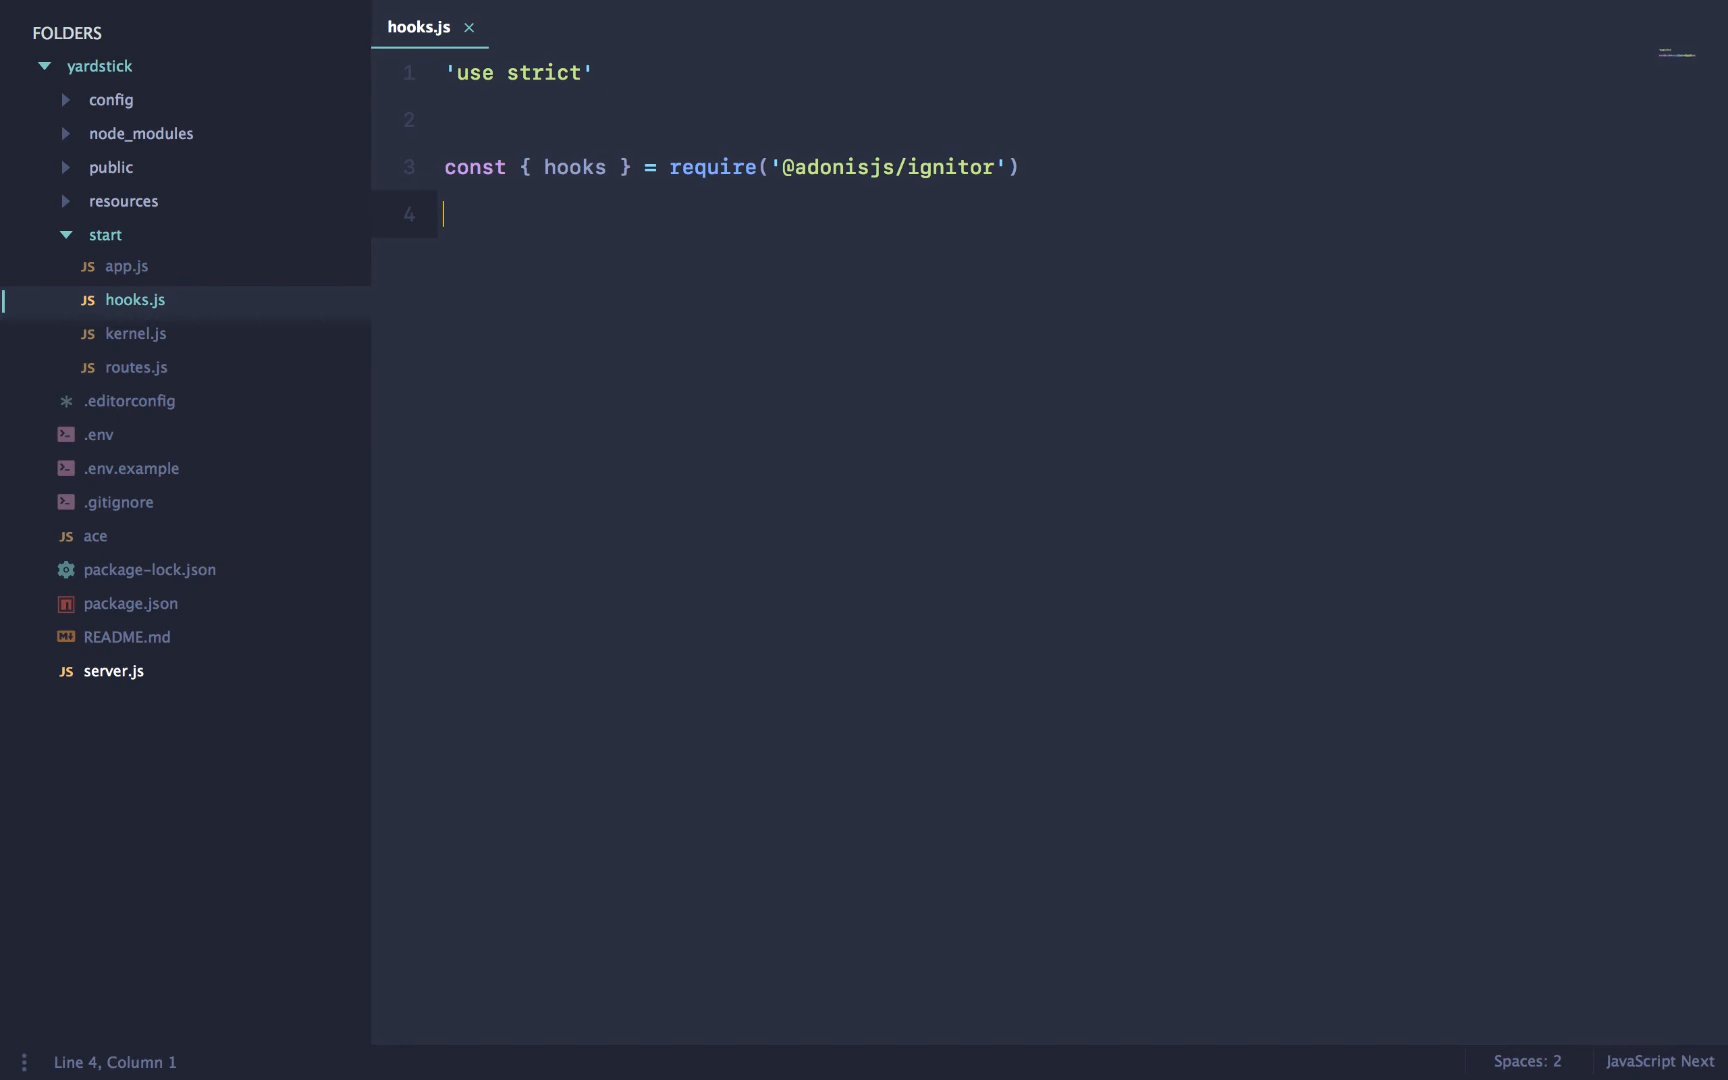 FOLDERS
yardstick
config
node_modules
public
resources
start
JS app.js
JS hooks.js
JS kernel.js
JS routes.js
.editorconfig
.env
.env.example
.gitignore
JS ace
package-lock.json
package.json
README.md
JS server.js
hooks.js ×
1 'use strict'
2
3 const { hooks } = require('@adonisjs/ignitor')
4
Line 4, Column 1
Spaces: 2
JavaScript Next